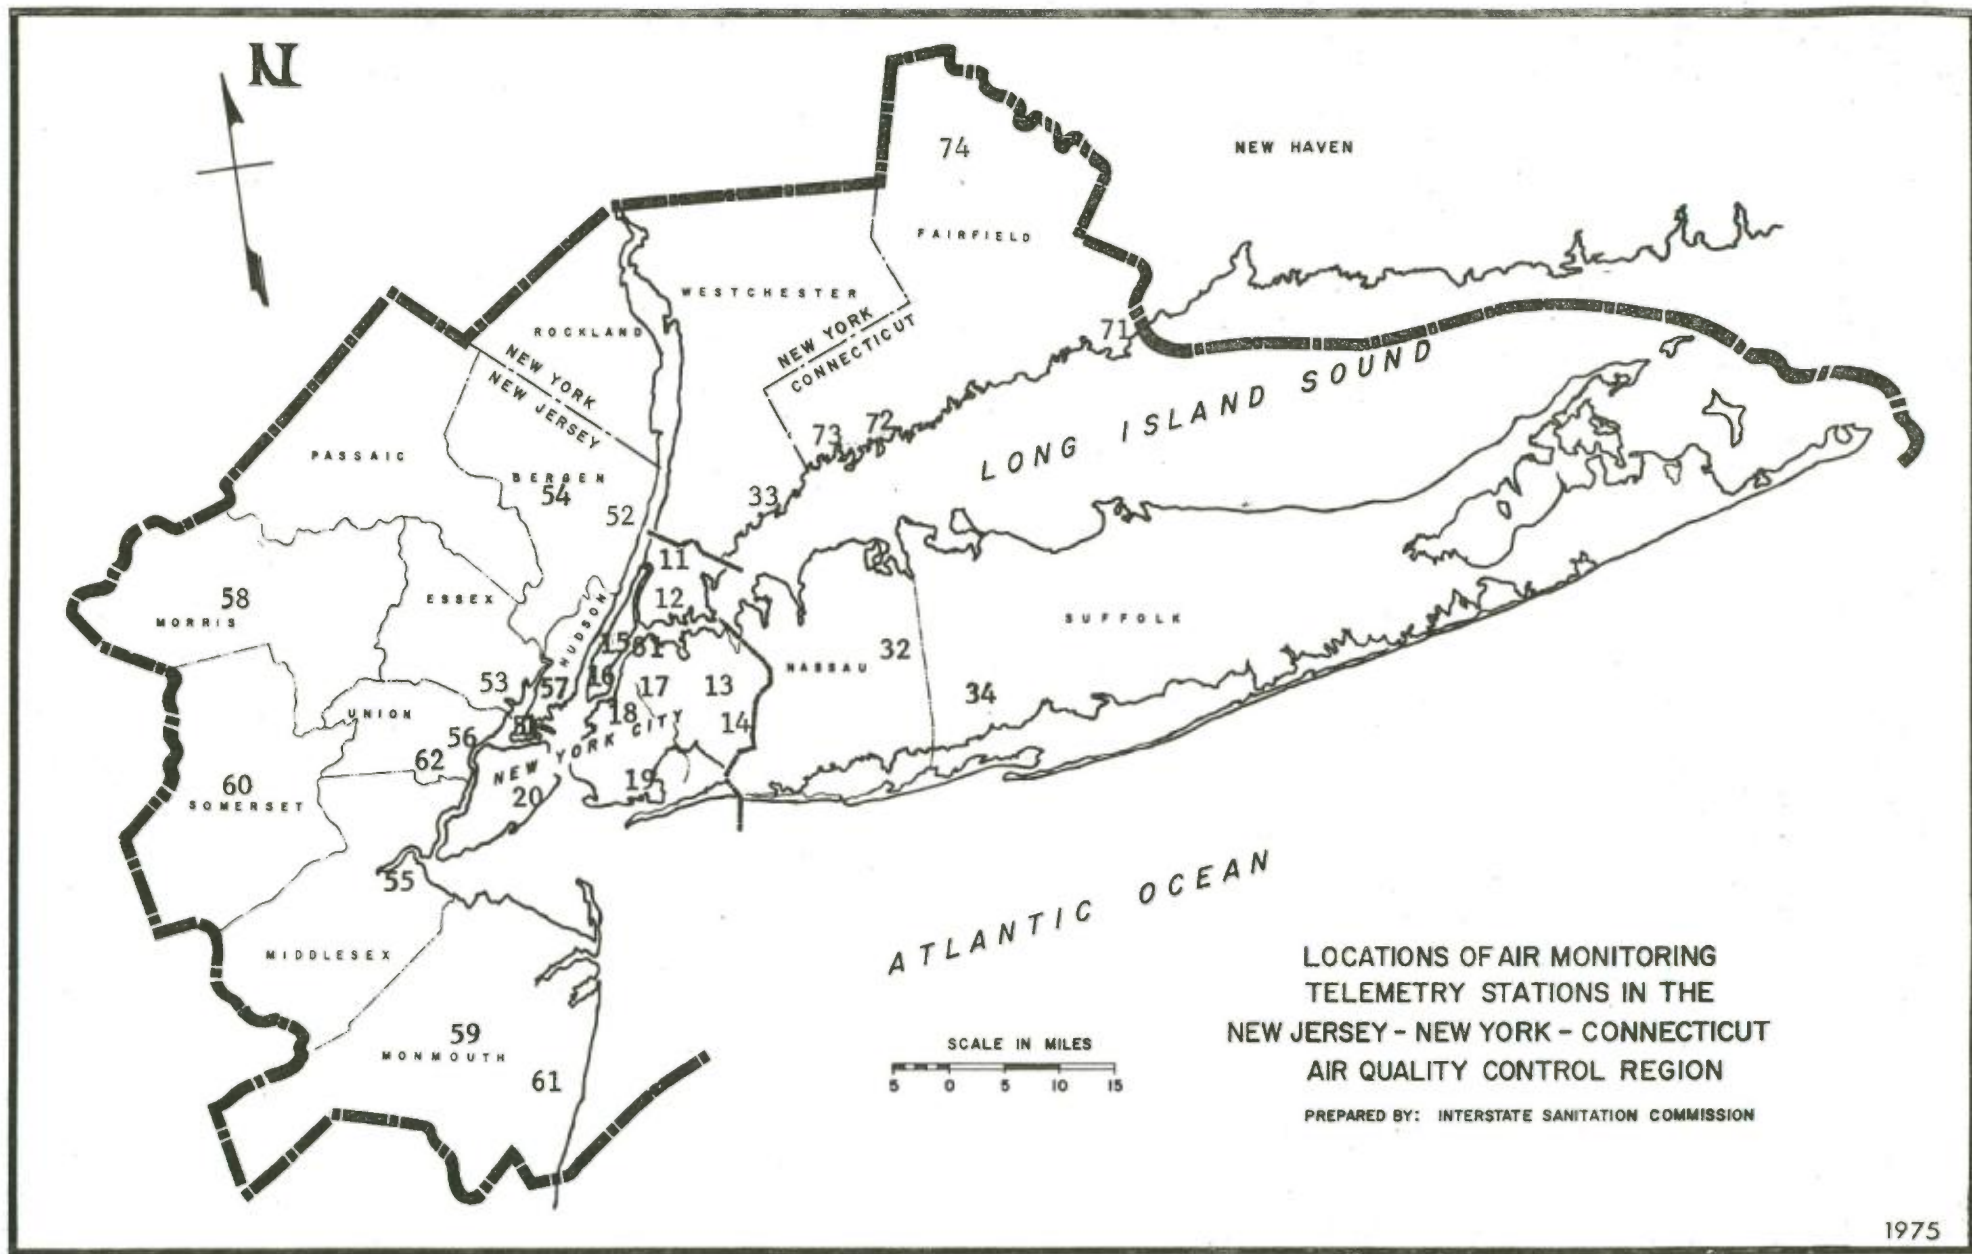 N
74
NEW HAVEN
FAIRFIELD
WESTCHESTER
ROCKLAND
NEW YORK
CONNECTICUT
71
NEW YORK
NEW JERSEY
LONG ISLAND SOUND
73
72
PASSAIC
BERGEN
54
33
52
11
58
MORRIS
ESSEX
12
HUDSON
SUFFOLK
15
32
NASSAU
53
57
16
17
13
34
UNION
18
14
56
62
NEW YORK CITY
19
60
SOMERSET
20
55
ATLANTIC OCEAN
MIDDLESEX
59
MONMOUTH
61
SCALE IN MILES
5 0 5 10 15
LOCATIONS OF AIR MONITORING
TELEMETRY STATIONS IN THE
NEW JERSEY - NEW YORK - CONNECTICUT
AIR QUALITY CONTROL REGION
PREPARED BY: INTERSTATE SANITATION COMMISSION
1975